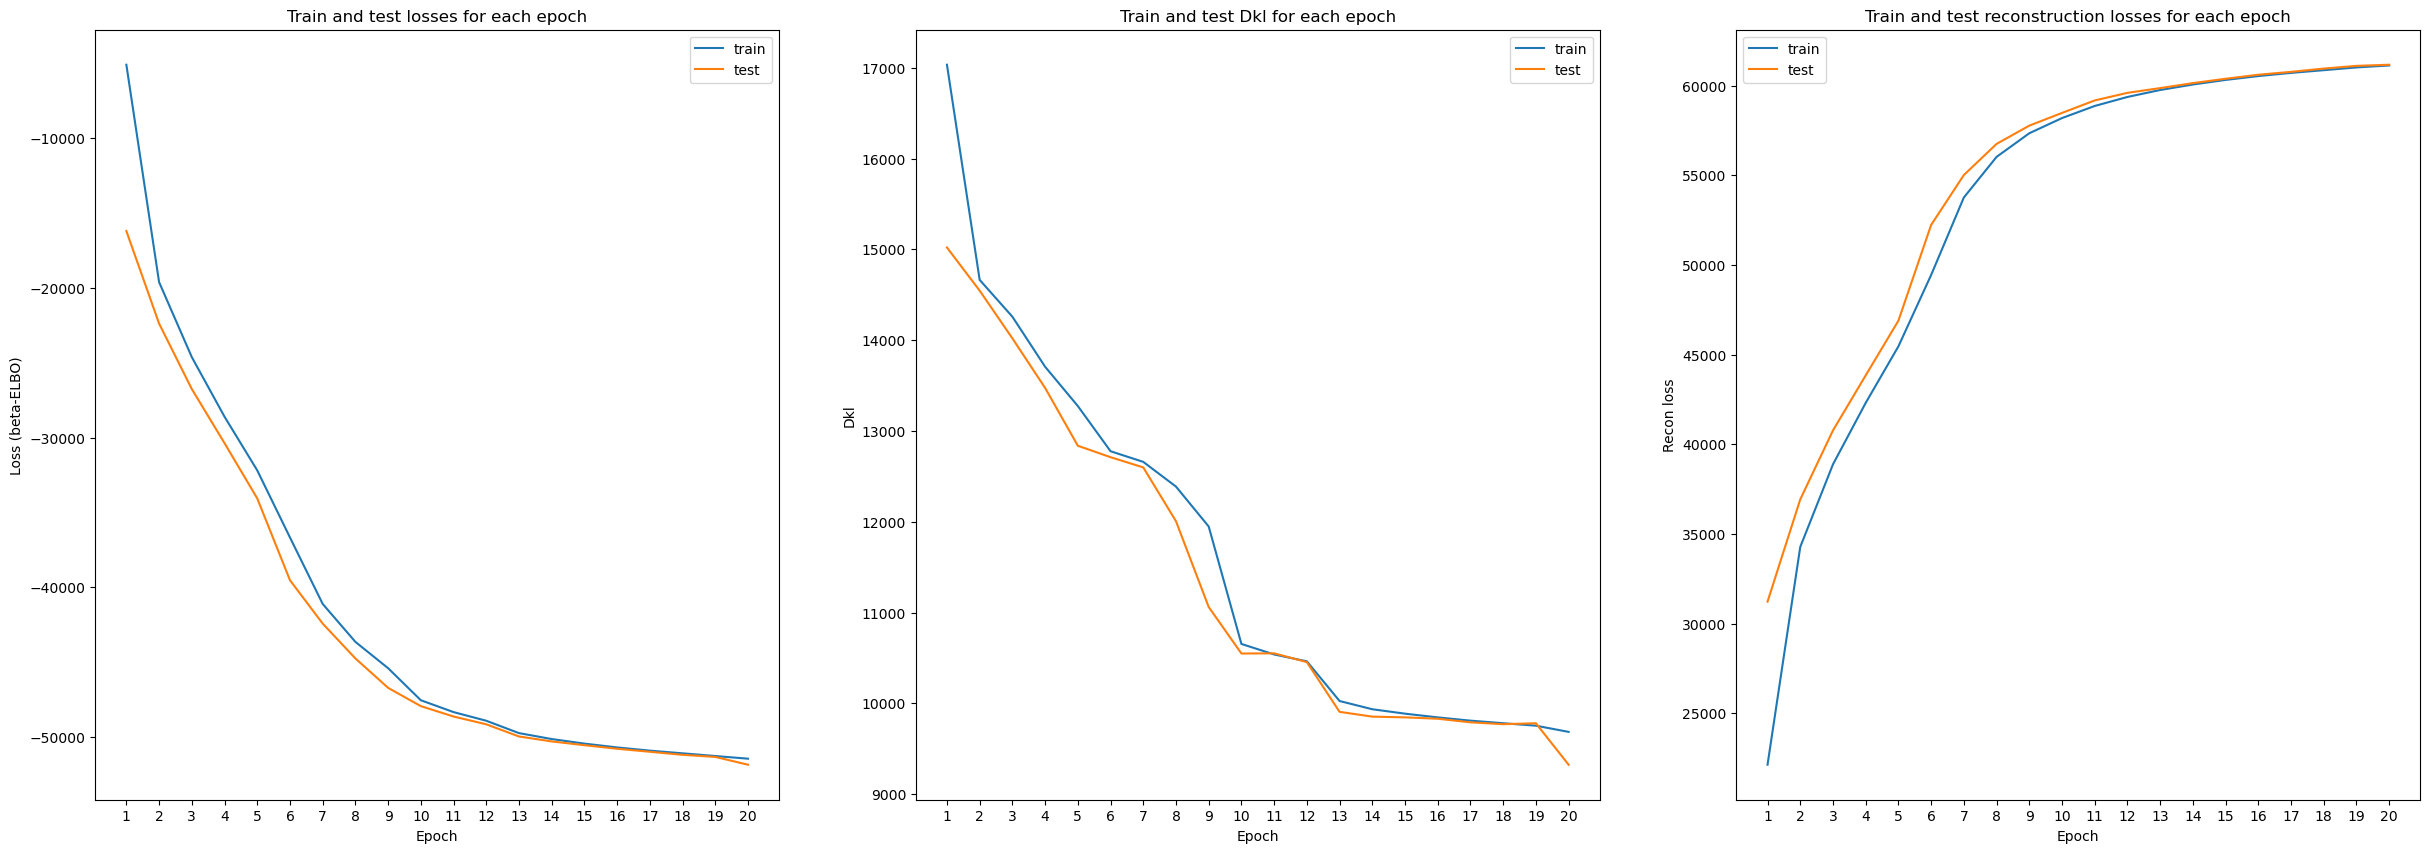 Train and test losses for each epoch
train
test
−10000
−20000
−30000
−40000
−50000
Loss (beta-ELBO)
1 2 3 4 5 6 7 8 9 10 11 12 13 14 15 16 17 18 19 20
Epoch
Train and test Dkl for each epoch
train
test
17000
16000
15000
14000
13000
12000
11000
10000
9000
Dkl
1 2 3 4 5 6 7 8 9 10 11 12 13 14 15 16 17 18 19 20
Epoch
Train and test reconstruction losses for each epoch
train
test
60000
55000
50000
45000
40000
35000
30000
25000
Recon loss
1 2 3 4 5 6 7 8 9 10 11 12 13 14 15 16 17 18 19 20
Epoch